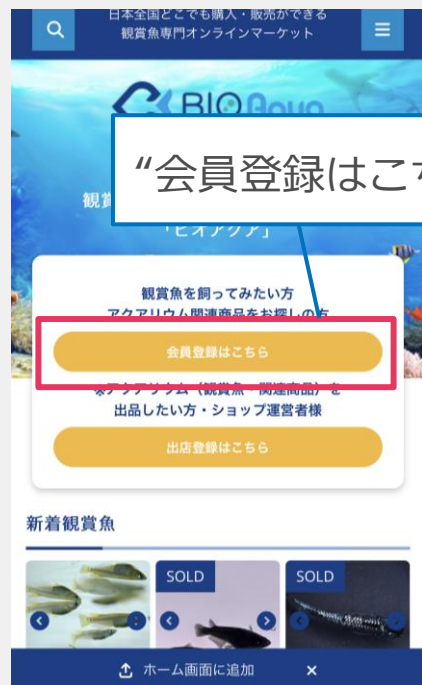 日本全国どこでも購入・販売ができる
観賞魚専門オンラインマーケット
BIO Aqua
“会員登録はこち
観賞
「ビオアクア」
観賞魚を飼ってみたい方
アクアリウム関連商品をお探しの方
会員登録はこちら
※アクアリウム（観賞魚・関連商品）を
出品したい方・ショップ運営者様
出店登録はこちら
新着観賞魚
SOLD
SOLD
ホーム画面に追加 ×